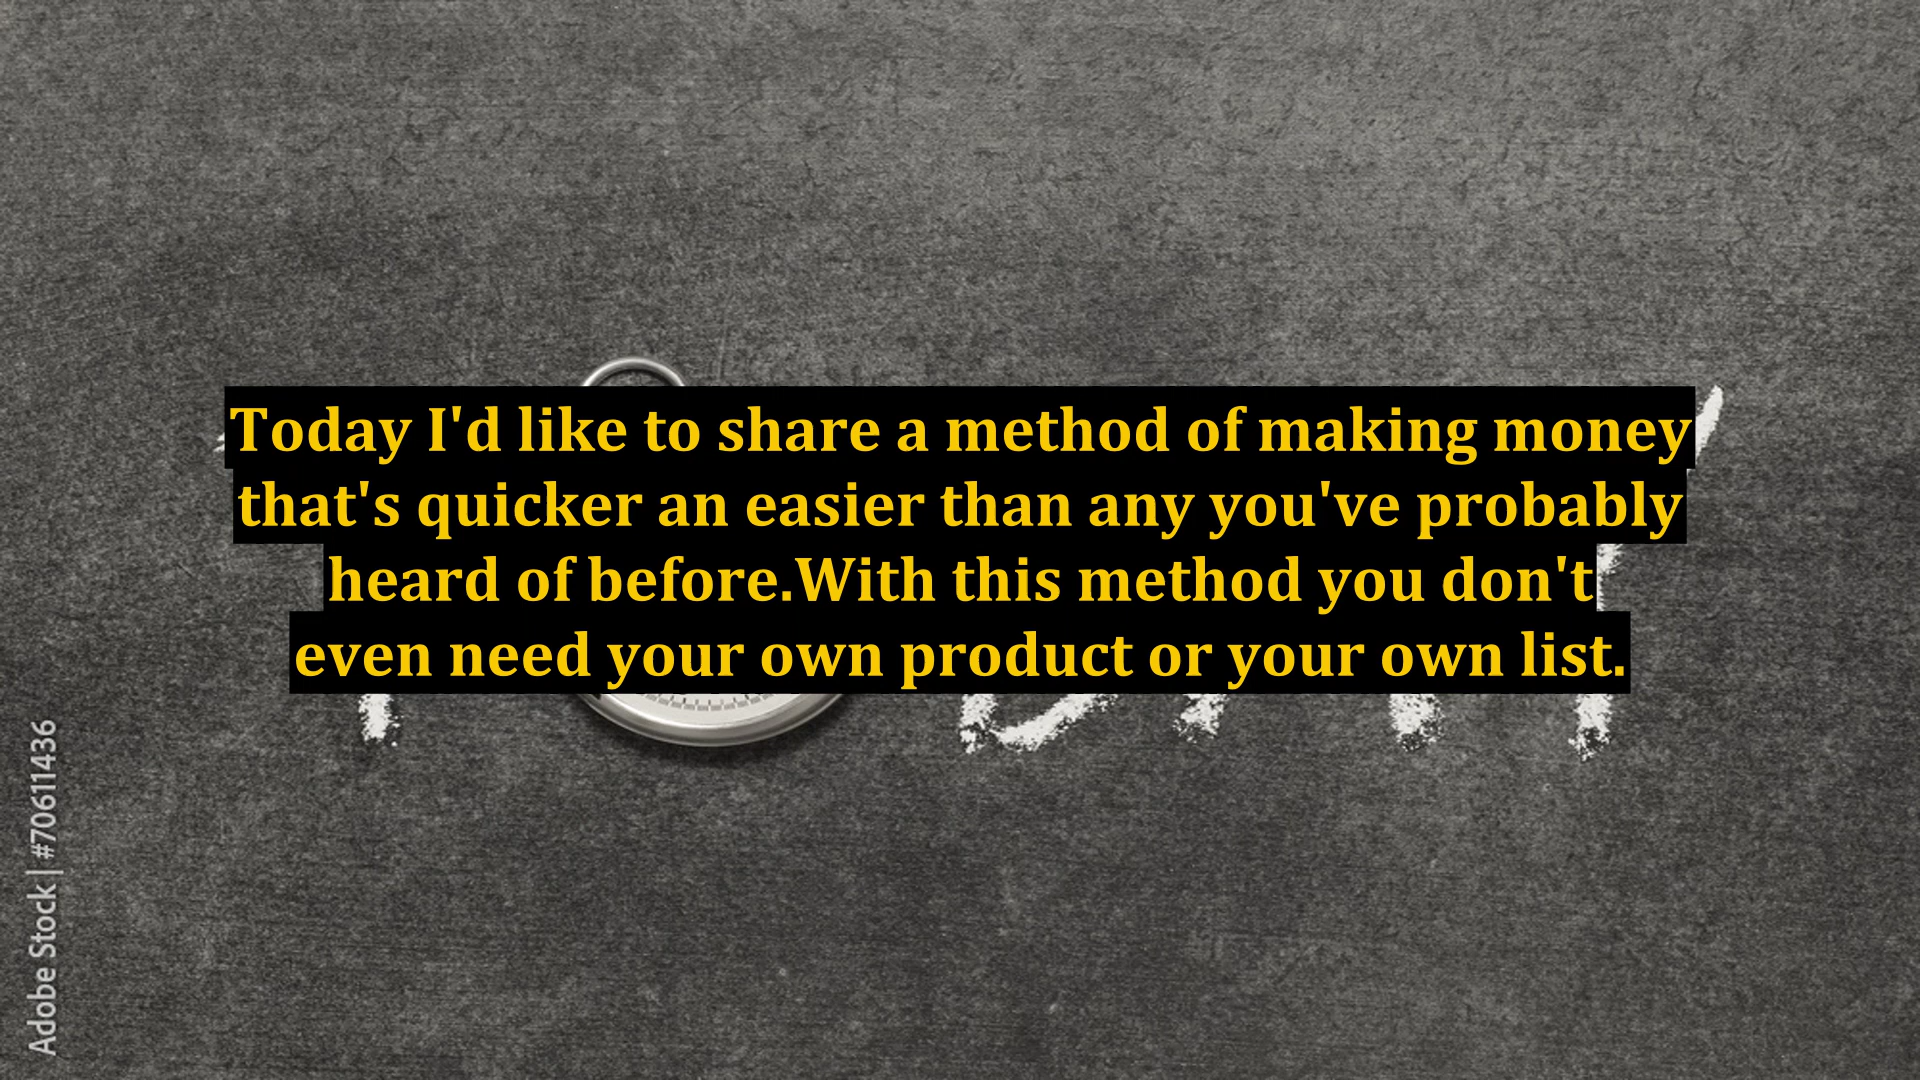 Today I'd like to share a method of making money
that's quicker an easier than any you've probably
heard of before.With this method you don't
even need your own product or your own list.
Adobe Stock | #70611436